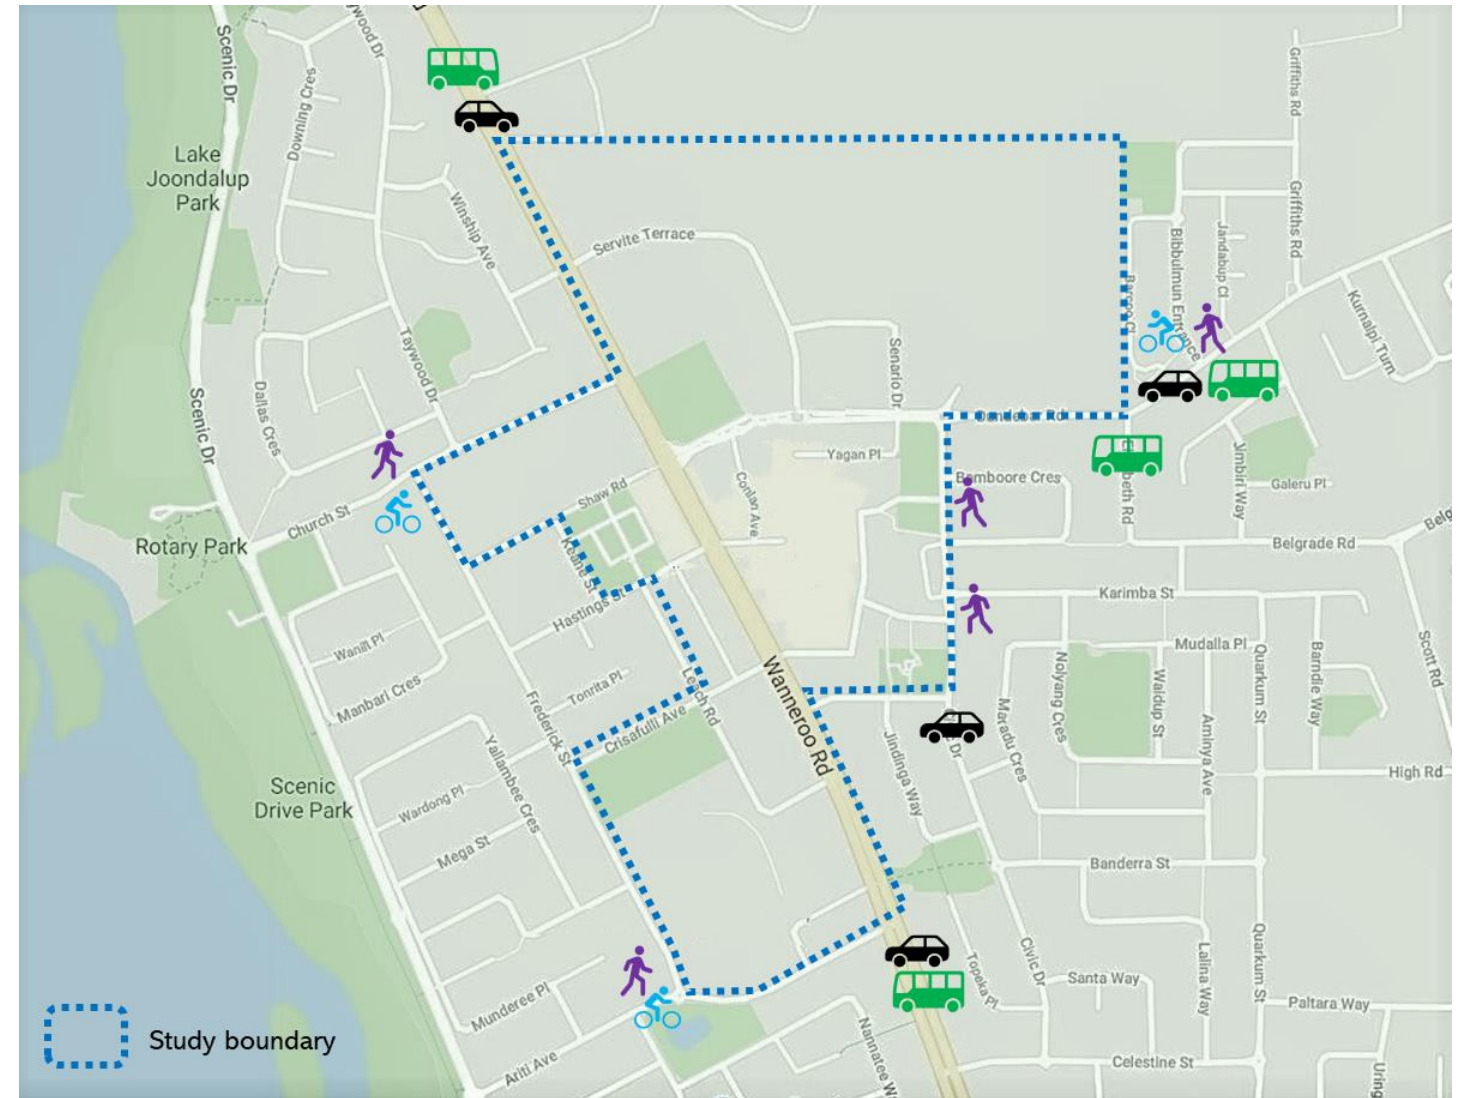 Scenic Dr
Downing Cres
Griffiths Rd
Lake
Joondalup
Park
Winship Ave
Servite Terrace
Griffiths Rd
Jandabup Cl
Bibbulmun Entrance
Kurnalpi Turn
Taywood Dr
Senario Dr
Scenic Dr
Dallas Cres
Dundebar Rd
Yagan Pl
Conlan Ave
Bamboore Cres
Ymbiri Way
Galeru Pl
Shaw Rd
Church St
Rotary Park
Keane St
Belgrade Rd
Hastings St
Karimba St
Wanill Pl
Mudalla Pl
Scott Rd
Manbari Cres
Tonrita Pl
Leach Rd
Wanneroo Rd
Frederick St
Crisafulli Ave
Nolyang Cres
Waldup St
Quarkum St
Barndie Way
Maradu Cres
Aminya Ave
Jindinga Way
Yallambee Cres
Scenic
Drive Park
Wardong Pl
High Rd
Mega St
Banderra St
Civic Dr
Topeka Pl
Santa Way
Lalina Way
Quarkum St
Paltara Way
Munderee Pl
Study boundary
Ariti Ave
Celestine St